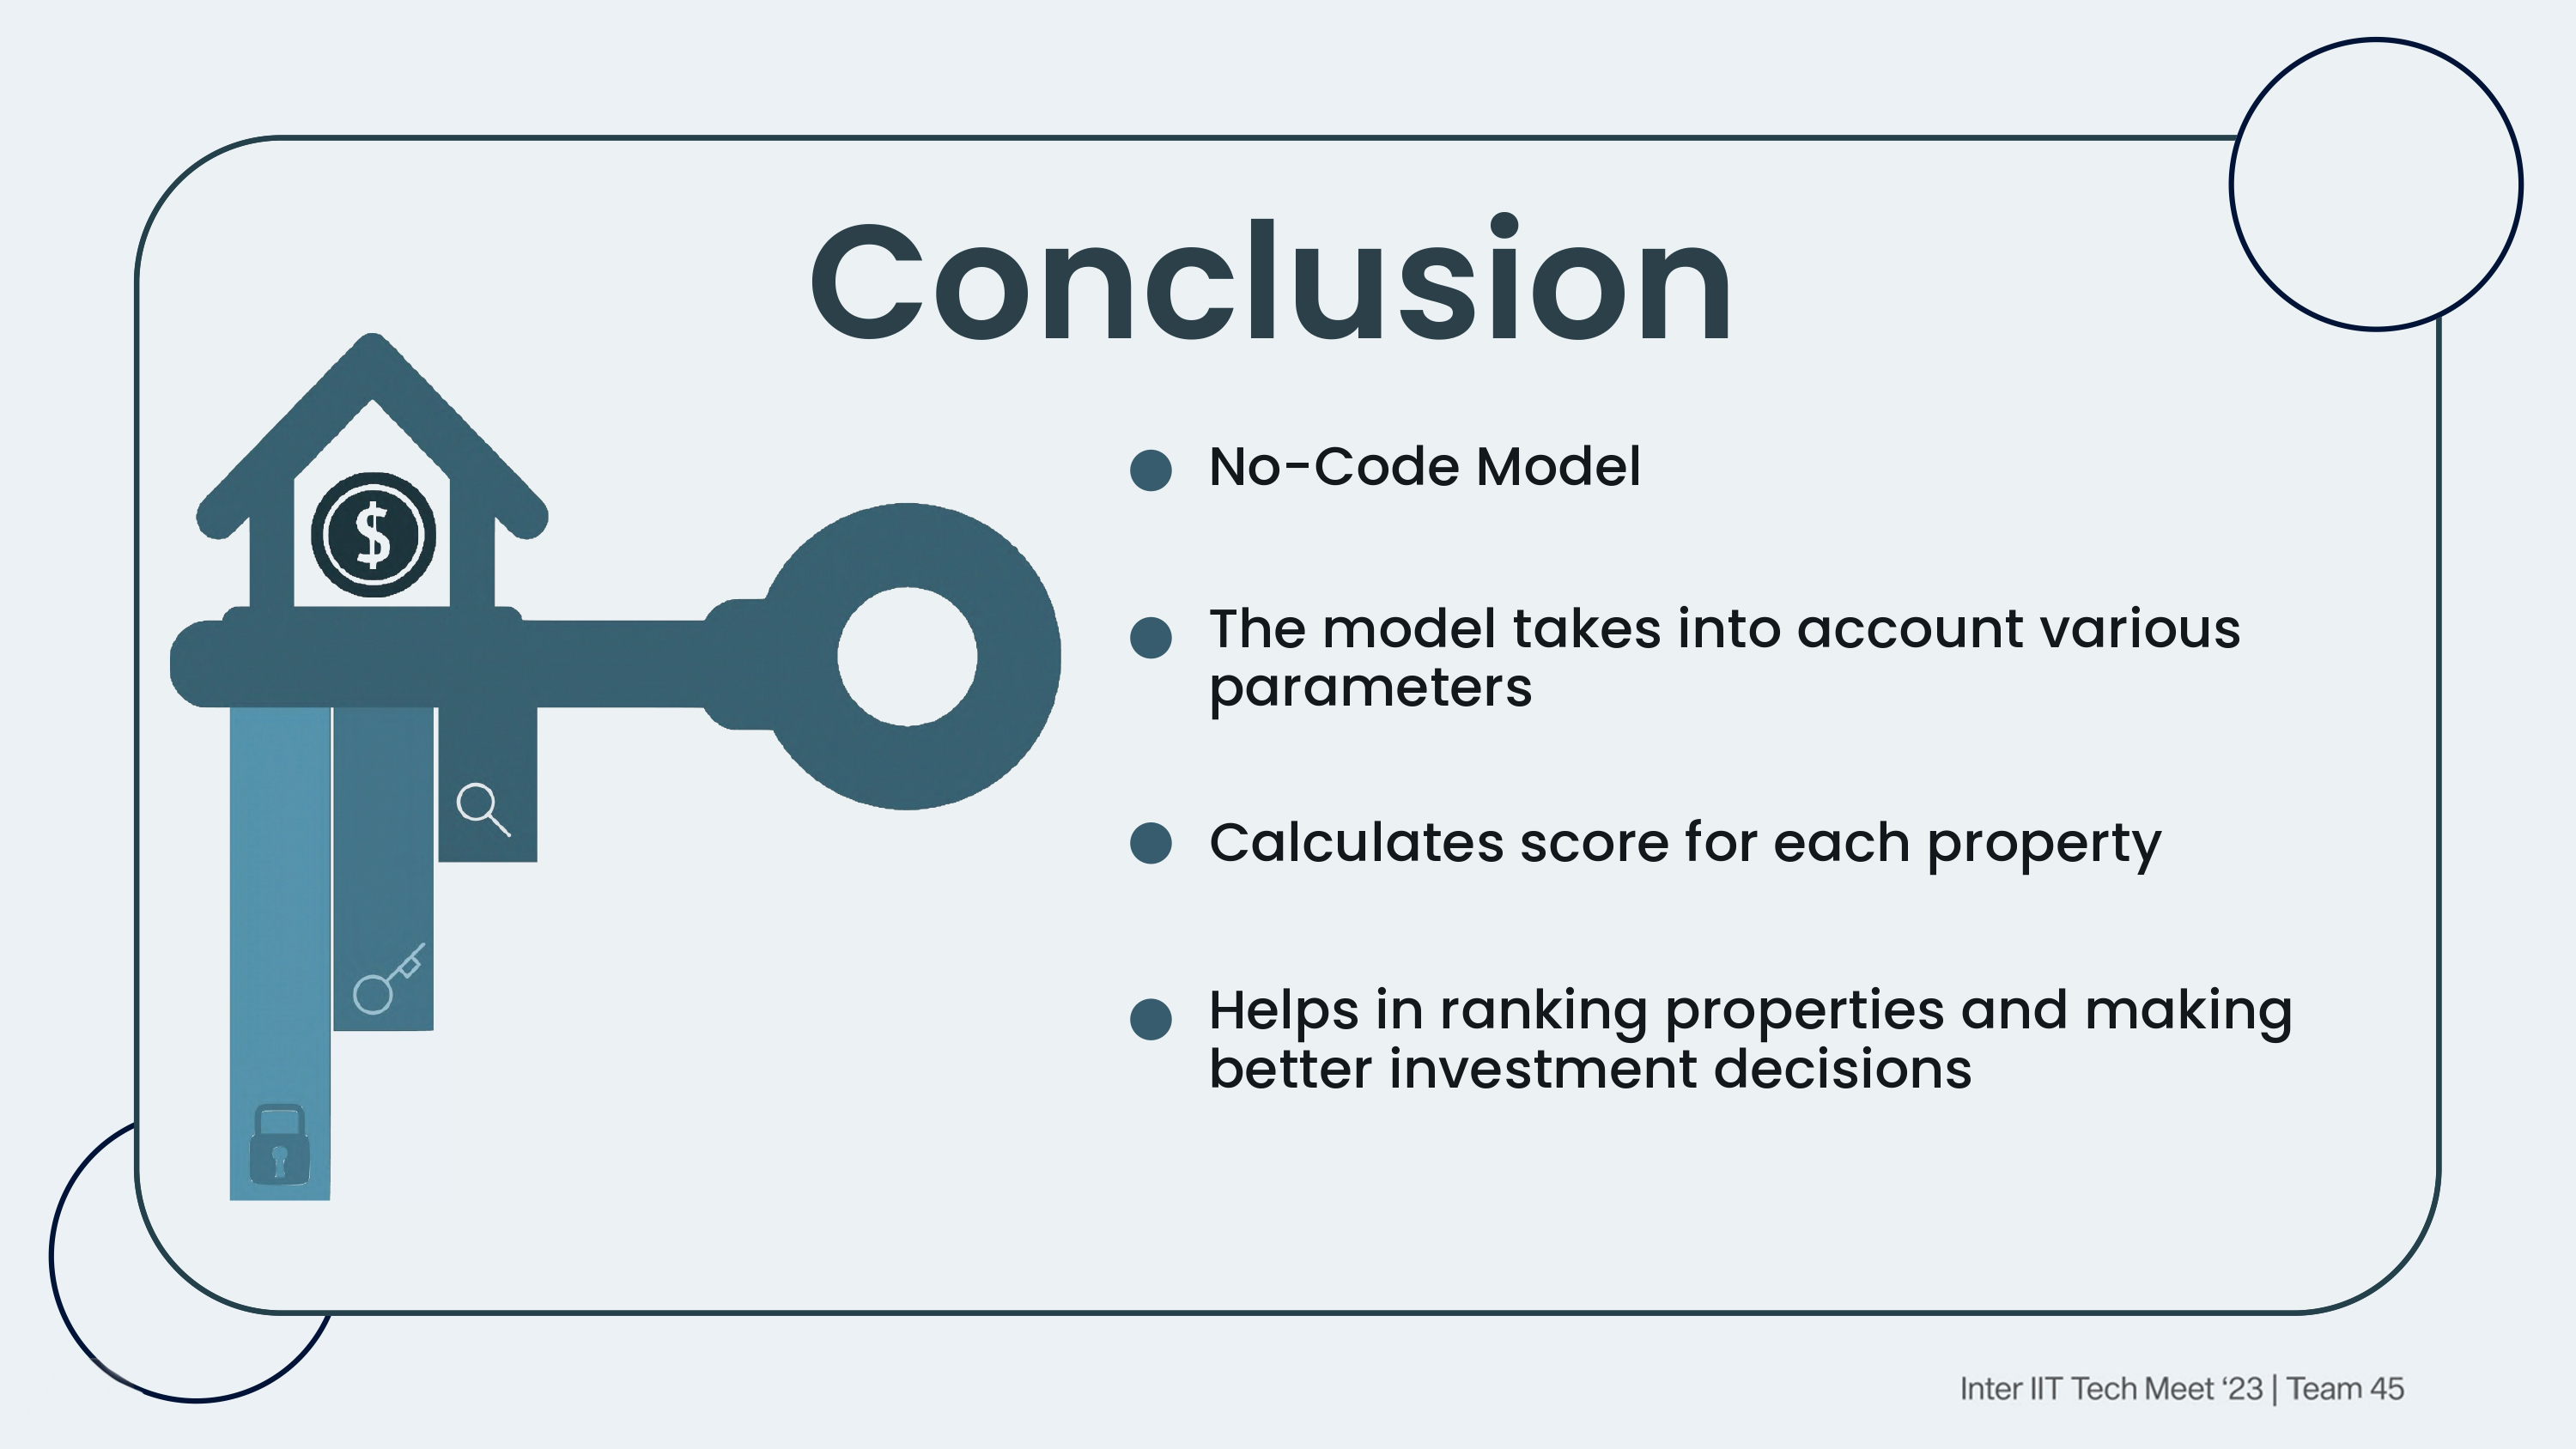 Conclusion
$
No-Code Model
The model takes into account various
parameters
Calculates score for each property
Helps in ranking properties and making
better investment decisions
Inter IIT Tech Meet ‘23 | Team 45